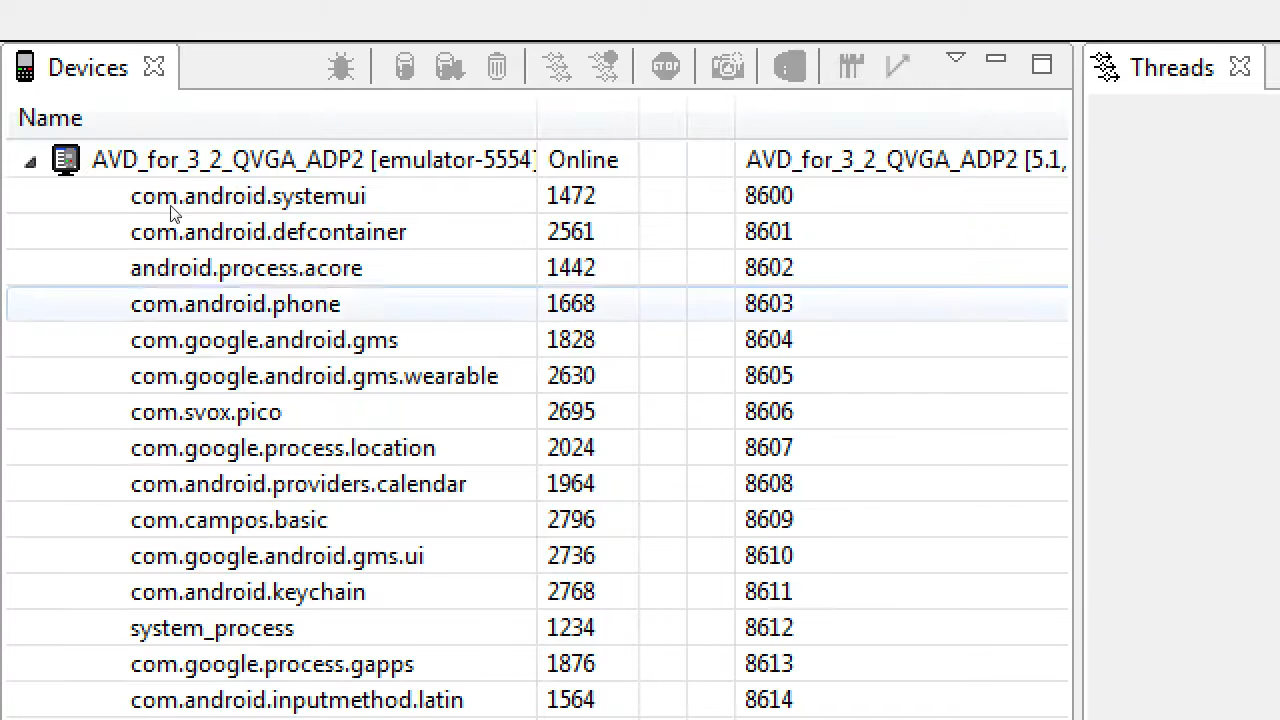 Devices
STOP
Threads
Name
AVD_for_3_2_QVGA_ADP2 [emulator-5554] Online AVD_for_3_2_QVGA_ADP2 [5.1,
com.android.systemui 1472 8600
com.android.defcontainer 2561 8601
android.process.acore 1442 8602
com.android.phone 1668 8603
com.google.android.gms 1828 8604
com.google.android.gms.wearable 2630 8605
com.svox.pico 2695 8606
com.google.process.location 2024 8607
com.android.providers.calendar 1964 8608
com.campos.basic 2796 8609
com.google.android.gms.ui 2736 8610
com.android.keychain 2768 8611
system_process 1234 8612
com.google.process.gapps 1876 8613
com.android.inputmethod.latin 1564 8614